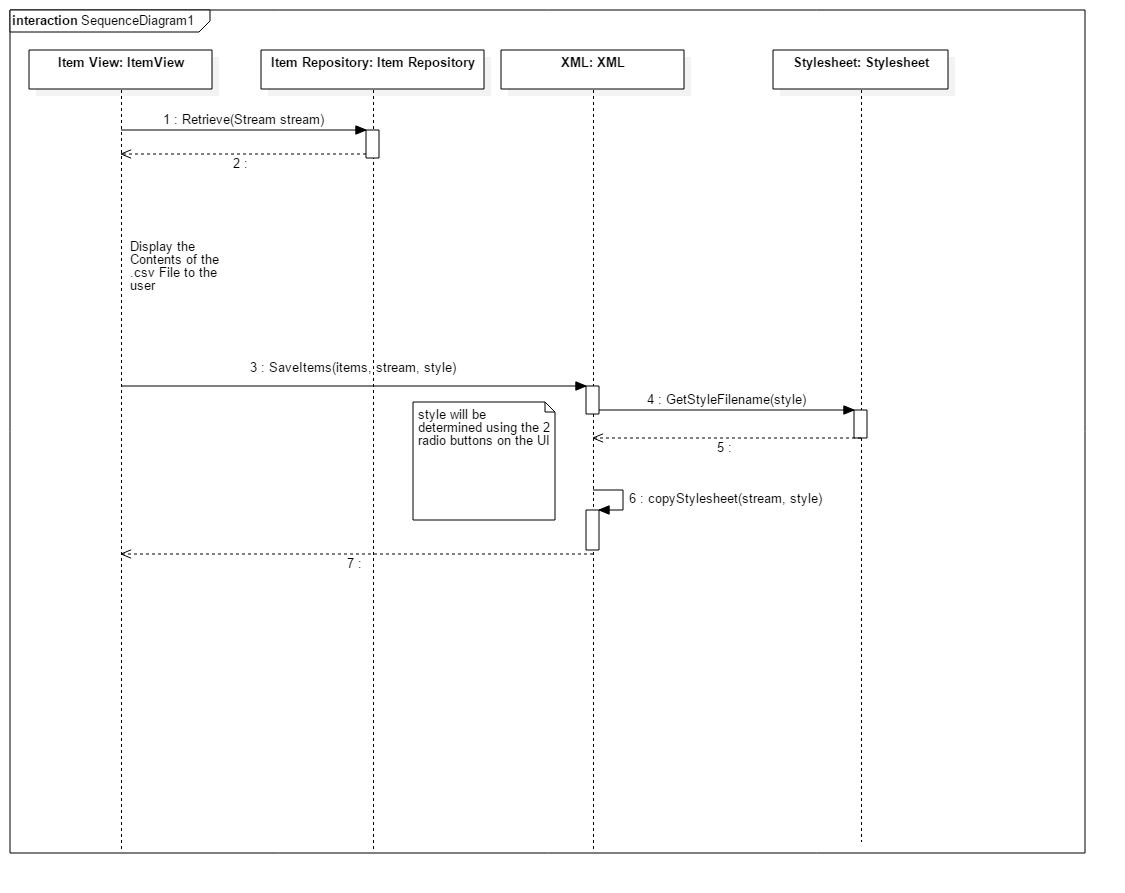 interaction SequenceDiagram1
Item View: ItemView
Item Repository: Item Repository
XML: XML
Stylesheet: Stylesheet
1 : Retrieve(Stream stream)
2 :
Display the
Contents of the
.csv File to the
user
3 : SaveItems(items, stream, style)
4 : GetStyleFilename(style)
style will be
determined using the 2
radio buttons on the UI
5 :
6 : copyStylesheet(stream, style)
7 :